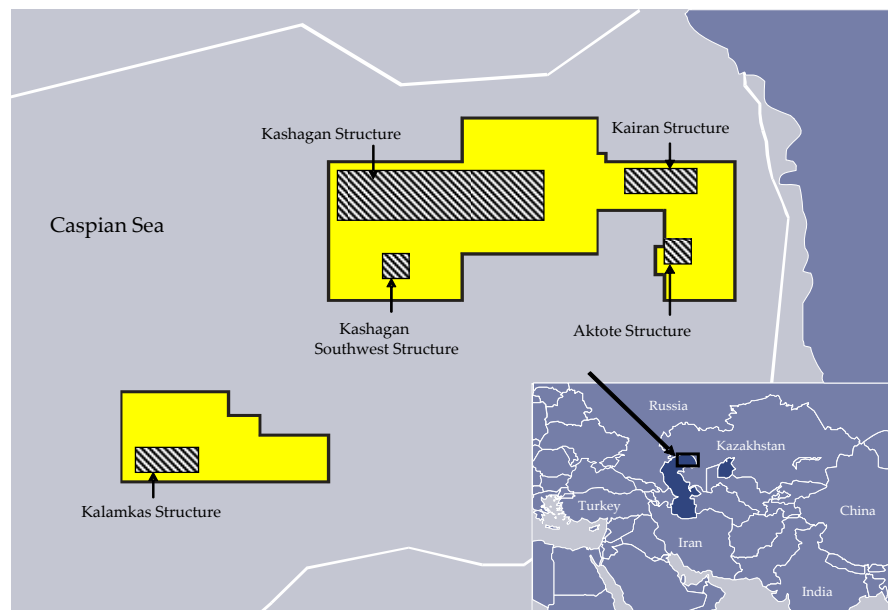 Kashagan Structure
Kairan Structure
Caspian Sea
Kashagan
Southwest Structure
Aktote Structure
Kalamkas Structure
Russia
Kazakhstan
Turkey
China
Iran
India